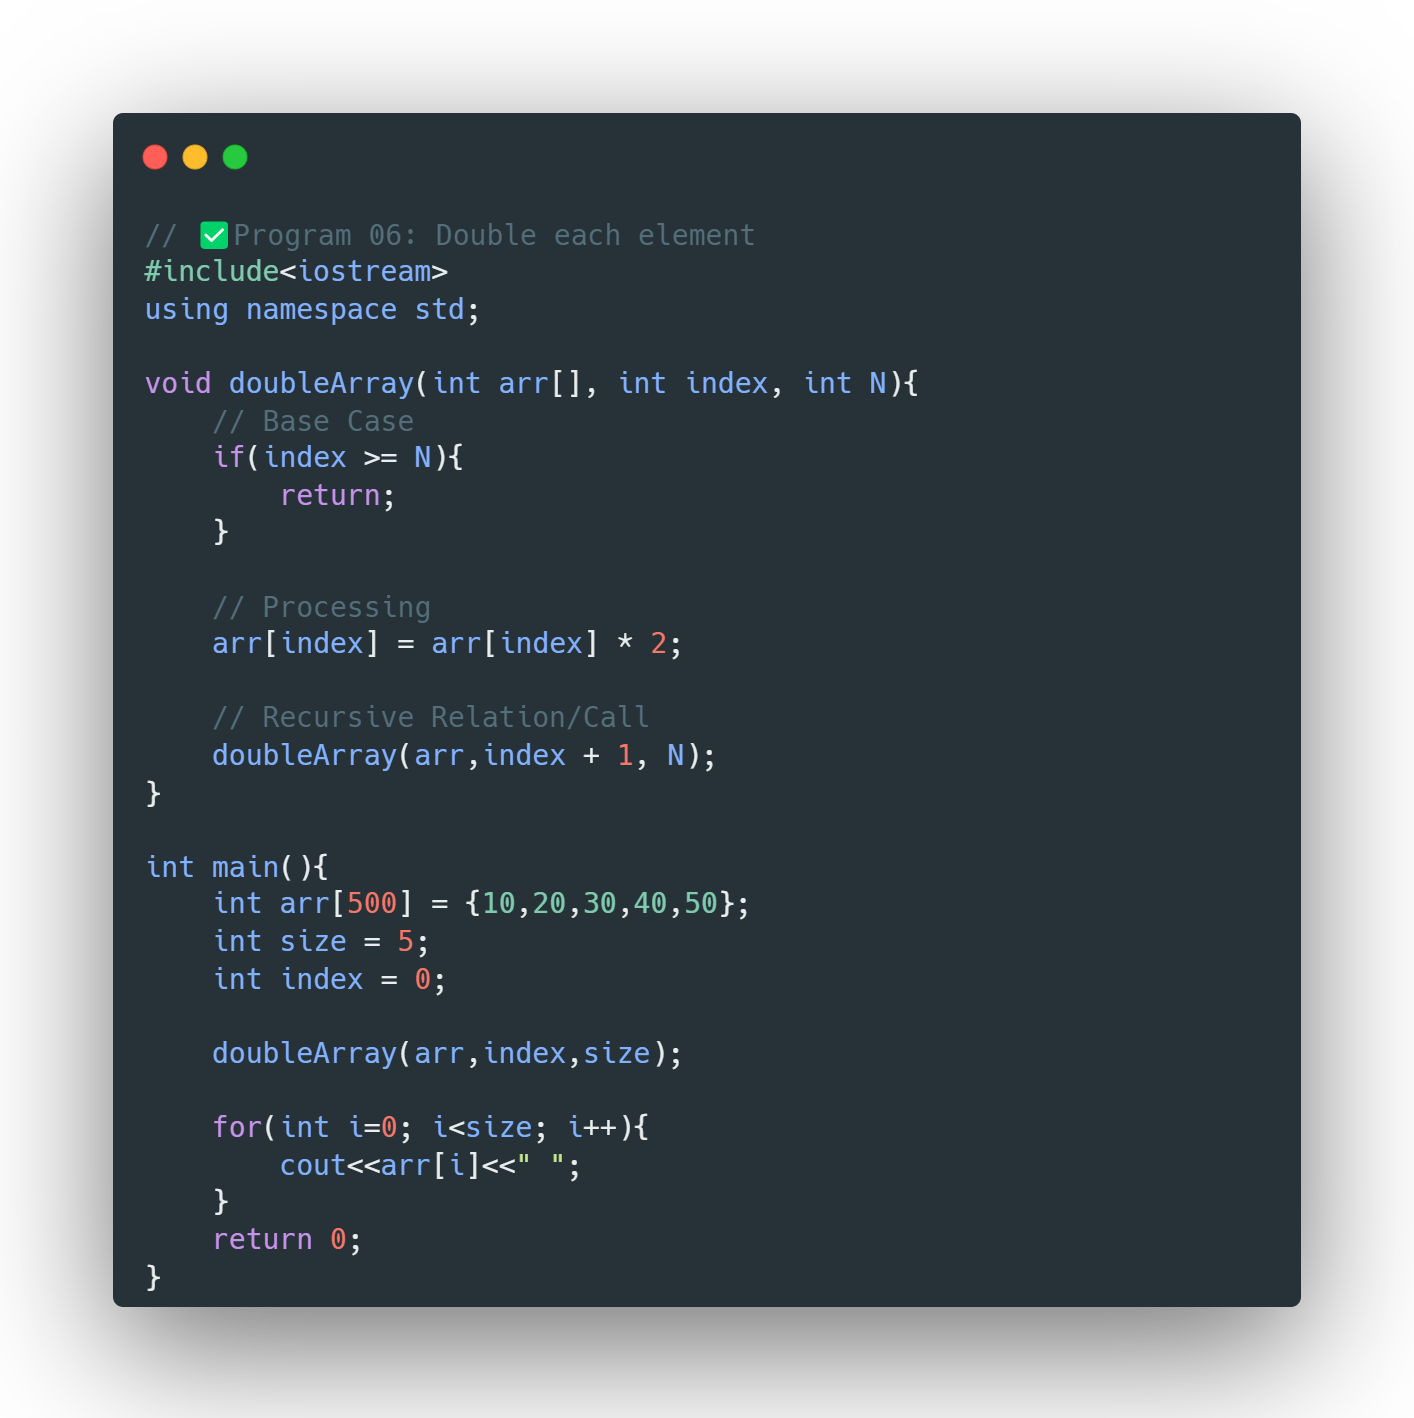 // ✅Program 06: Double each element
#include<iostream>
using namespace std;

void doubleArray(int arr[], int index, int N){
    // Base Case
    if(index >= N){
        return;
    }

    // Processing
    arr[index] = arr[index] * 2;

    // Recursive Relation/Call
    doubleArray(arr,index + 1, N);
}

int main(){
    int arr[500] = {10,20,30,40,50};
    int size = 5;
    int index = 0;

    doubleArray(arr,index,size);

    for(int i=0; i<size; i++){
        cout<<arr[i]<<" ";
    }
    return 0;
}